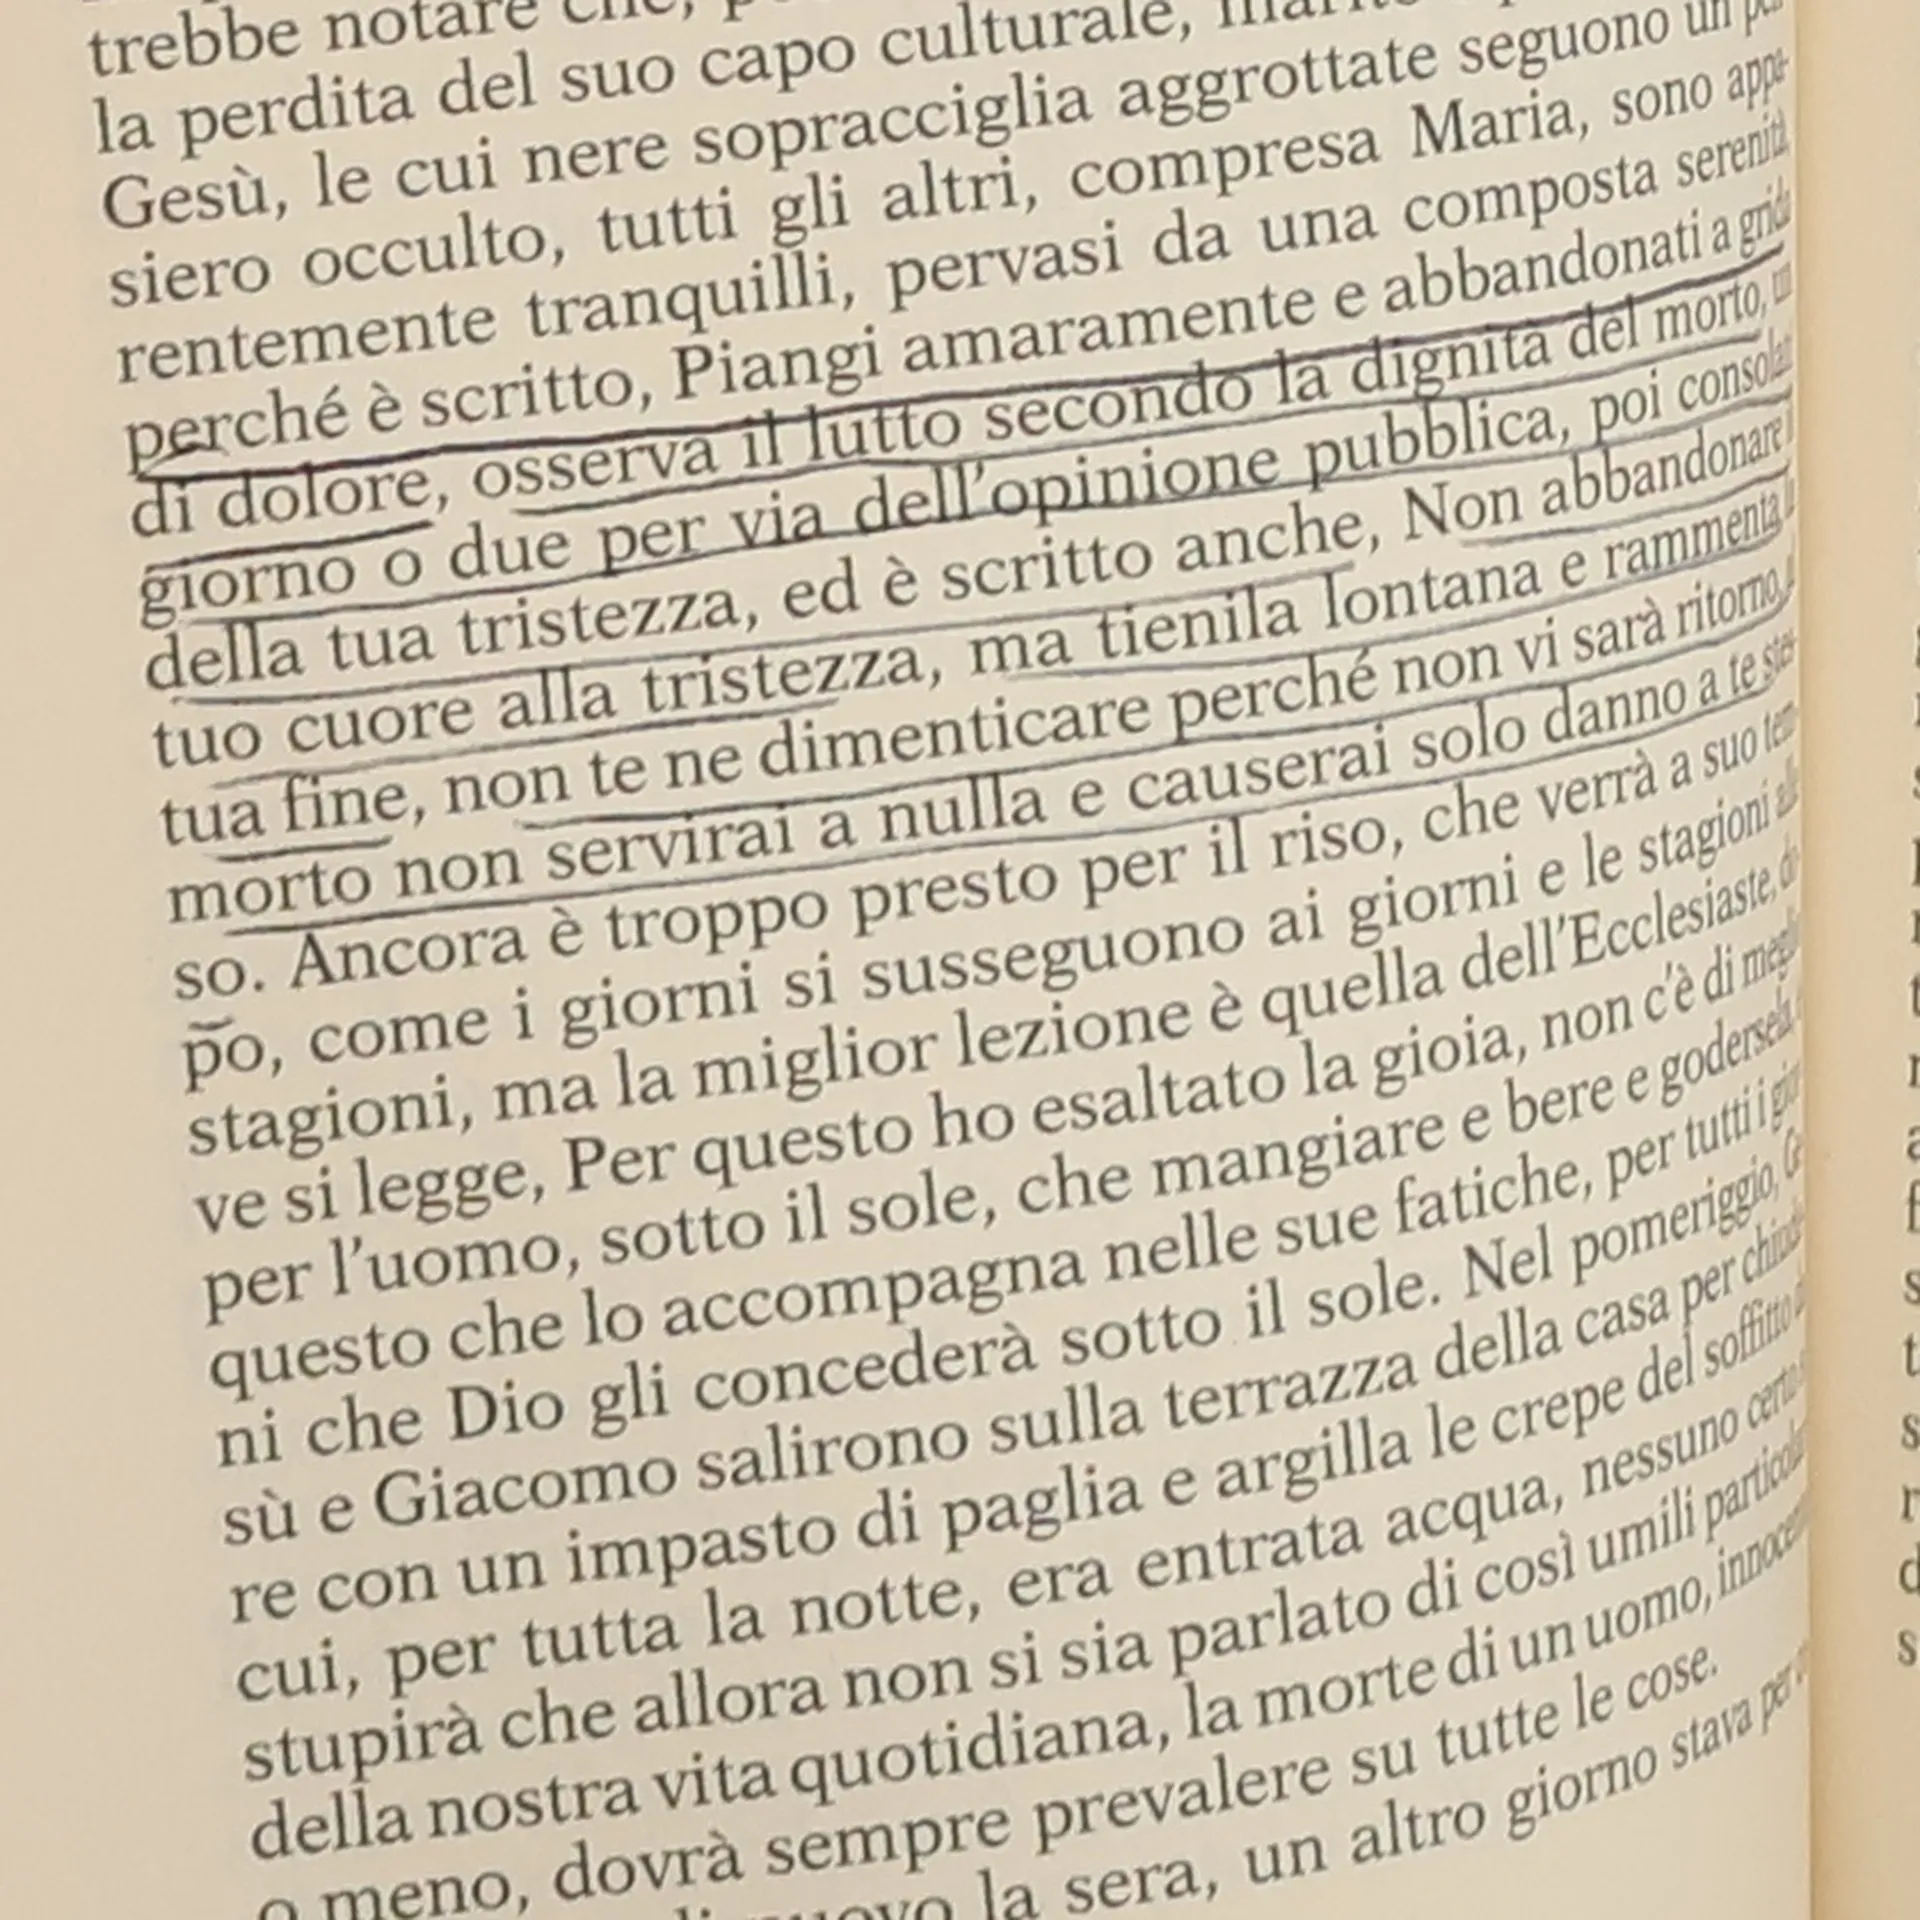 trebbe notare che,
la perdita del suo capo culturale,
Gesù, le cui nere sopracciglia aggrottate seguono un
siero occulto, tutti gli altri, compresa Maria, sono appa-
rentemente tranquilli, pervasi da una composta serenità,
perché è scritto, Piangi amaramente e abbandonati a grida
di dolore, osserva il lutto secondo la dignità del morto, un
giorno o due per via dell'opinione pubblica, poi consolati
della tua tristezza, ed è scritto anche, Non abbandonare il
tuo cuore alla tristezza, ma tienila lontana e rammenta la
tua fine, non te ne dimenticare perché non vi sarà ritorno, al
morto non servirai a nulla e causerai solo danno a te stes-
so. Ancora è troppo presto per il riso, che verrà a suo tem-
po, come i giorni si susseguono ai giorni e le stagioni alle
stagioni, ma la miglior lezione è quella dell'Ecclesiaste, do-
ve si legge, Per questo ho esaltato la gioia, non c'è di meglio
per l'uomo, sotto il sole, che mangiare e bere e godersela,
questo che lo accompagna nelle sue fatiche, per tutti i gior-
ni che Dio gli concederà sotto il sole. Nel pomeriggio, Ge-
sù e Giacomo salirono sulla terrazza della casa per chiude-
re con un impasto di paglia e argilla le crepe del soffitto da
cui, per tutta la notte, era entrata acqua, nessuno certo
stupirà che allora non si sia parlato di così umili particolari
della nostra vita quotidiana, la morte di un uomo, innocente
o meno, dovrà sempre prevalere su tutte le cose.
la sera, un altro giorno stava per